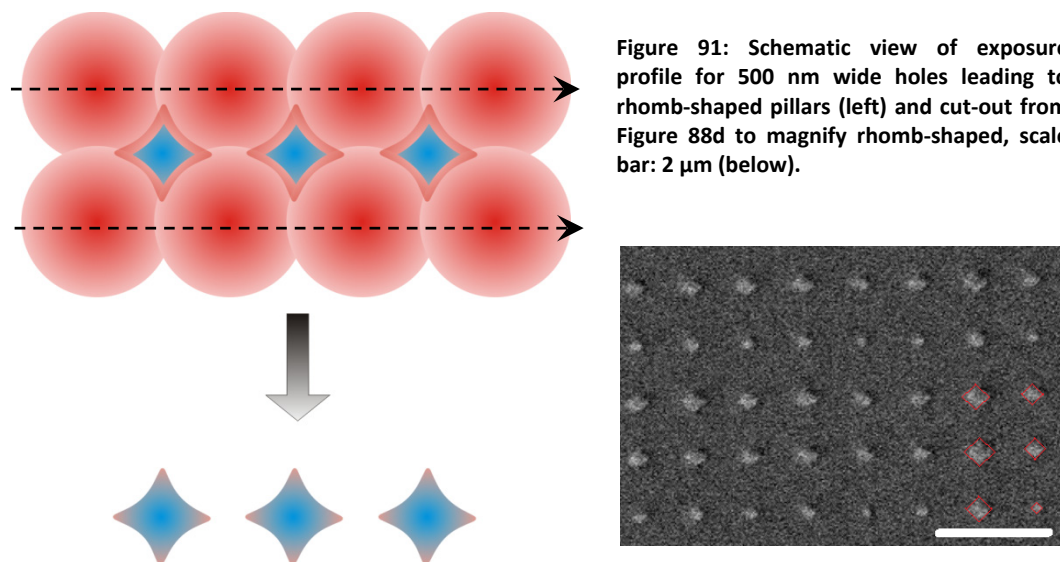 Figure 91: Schematic view of exposure
profile for 500 nm wide holes leading to
rhomb-shaped pillars (left) and cut-out from
Figure 88d to magnify rhomb-shaped, scale
bar: 2 µm (below).